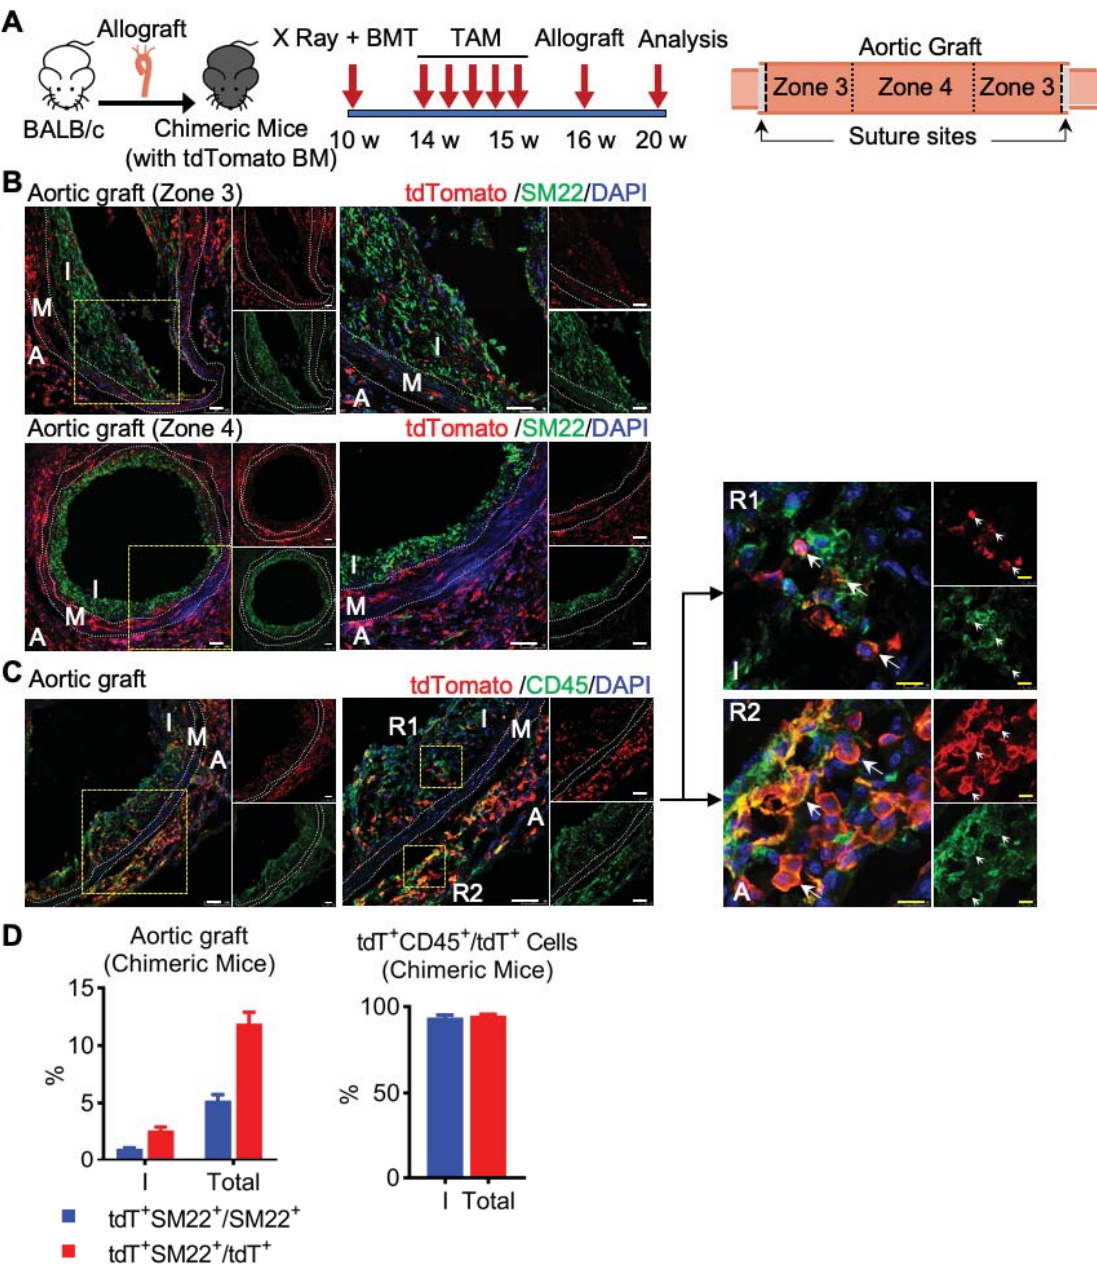 A
Allograft
BALB/c
Chimeric Mice
(with tdTomato BM)
X Ray + BMT TAM Allograft Analysis
10 w 14 w 15 w 16 w 20 w
Aortic Graft
Zone 3 Zone 4 Zone 3
Suture sites
B
Aortic graft (Zone 3) tdTomato /SM22/DAPI
I
M
A
I
M
A
Aortic graft (Zone 4) tdTomato /SM22/DAPI
I
M
A
I
M
A
C
Aortic graft tdTomato /CD45/DAPI
I
M
A
R1
I
M
A
R2
R1
I
R2
A
D
Aortic graft
(Chimeric Mice)
15
10
5
0
%
I Total
tdT+SM22+/SM22+
tdT+SM22+/tdT+
tdT+CD45+/tdT+ Cells
(Chimeric Mice)
100
50
0
%
I Total